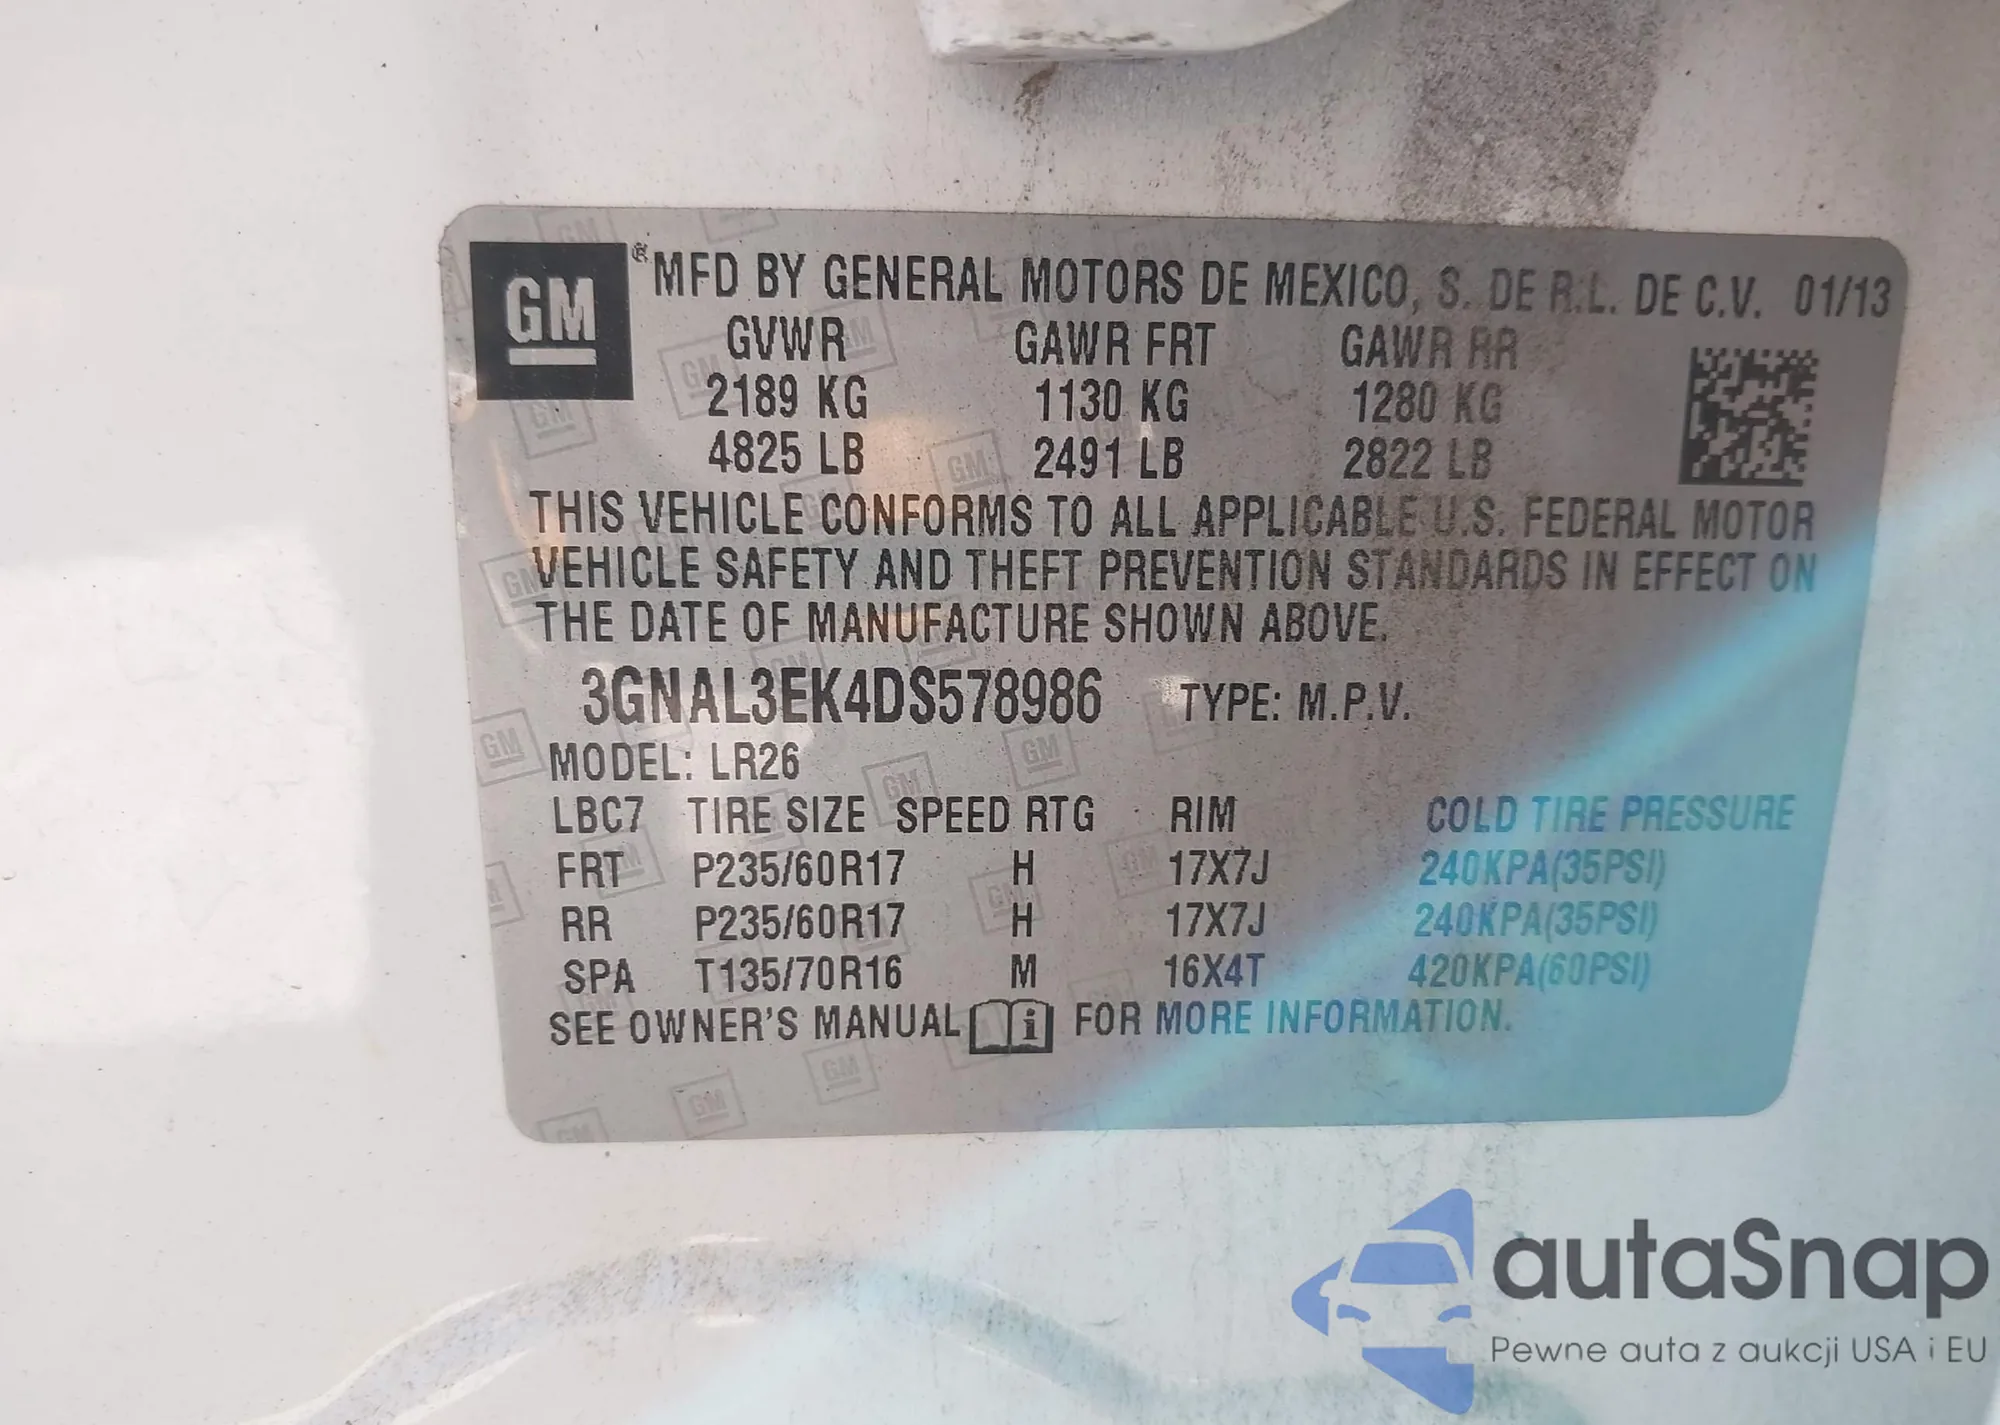 GM ® MFD BY GENERAL MOTORS DE MEXICO, S. DE R.L. DE C.V. 01/13
GVWR GAWR FRT GAWR RR
2189 KG 1130 KG 1280 KG
4825 LB 2491 LB 2822 LB
THIS VEHICLE CONFORMS TO ALL APPLICABLE U.S. FEDERAL MOTOR
VEHICLE SAFETY AND THEFT PREVENTION STANDARDS IN EFFECT ON
THE DATE OF MANUFACTURE SHOWN ABOVE.
3GNAL3EK4DS578986 TYPE: M.P.V.
MODEL: LR26
LBC7 TIRE SIZE SPEED RTG RIM COLD TIRE PRESSURE
FRT P235/60R17 H 17X7J 240KPA(35PSI)
RR P235/60R17 H 17X7J 240KPA(35PSI)
SPA T135/70R16 M 16X4T 420KPA(60PSI)
SEE OWNER'S MANUAL i FOR MORE INFORMATION.
autaSnap
Pewne auta z aukcji USA i EU